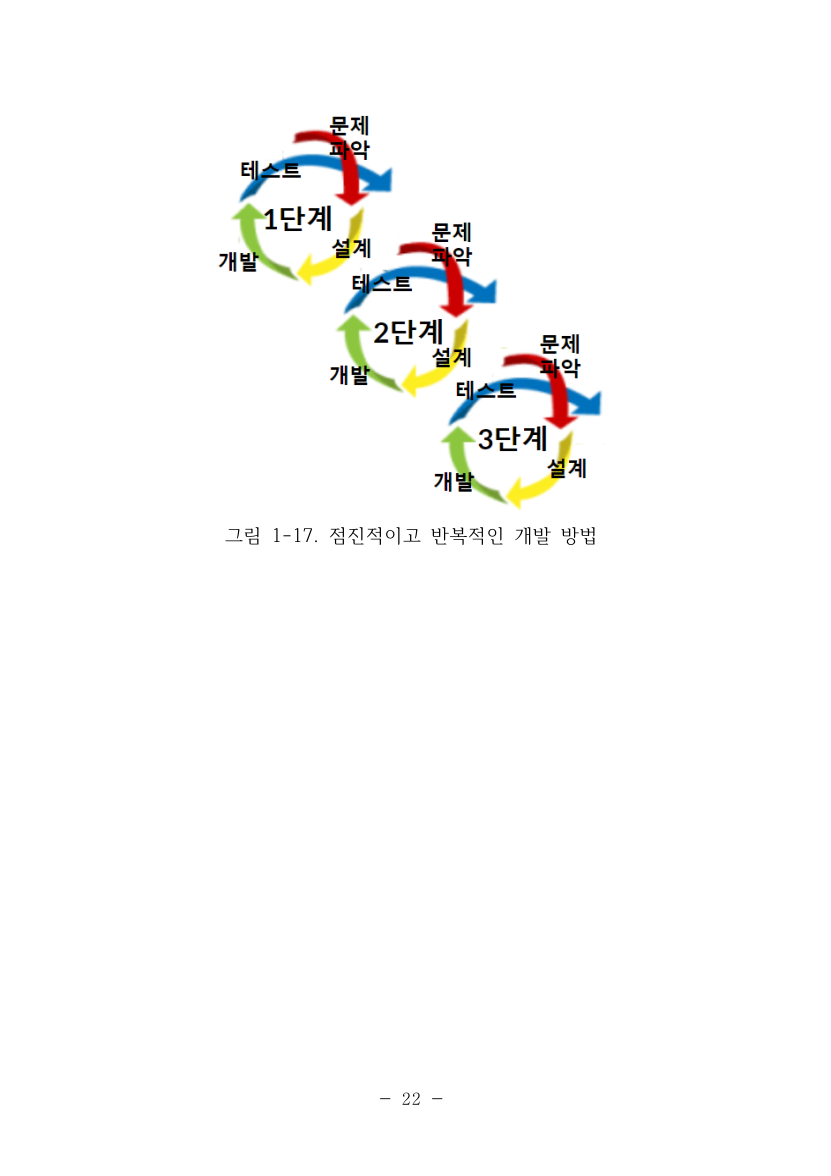 문제
파악
테스트
1단계
설계
개발
문제
파악
테스트
2단계
설계
개발
문제
파악
테스트
3단계
설계
개발
그림 1-17. 점진적이고 반복적인 개발 방법
- 22 -